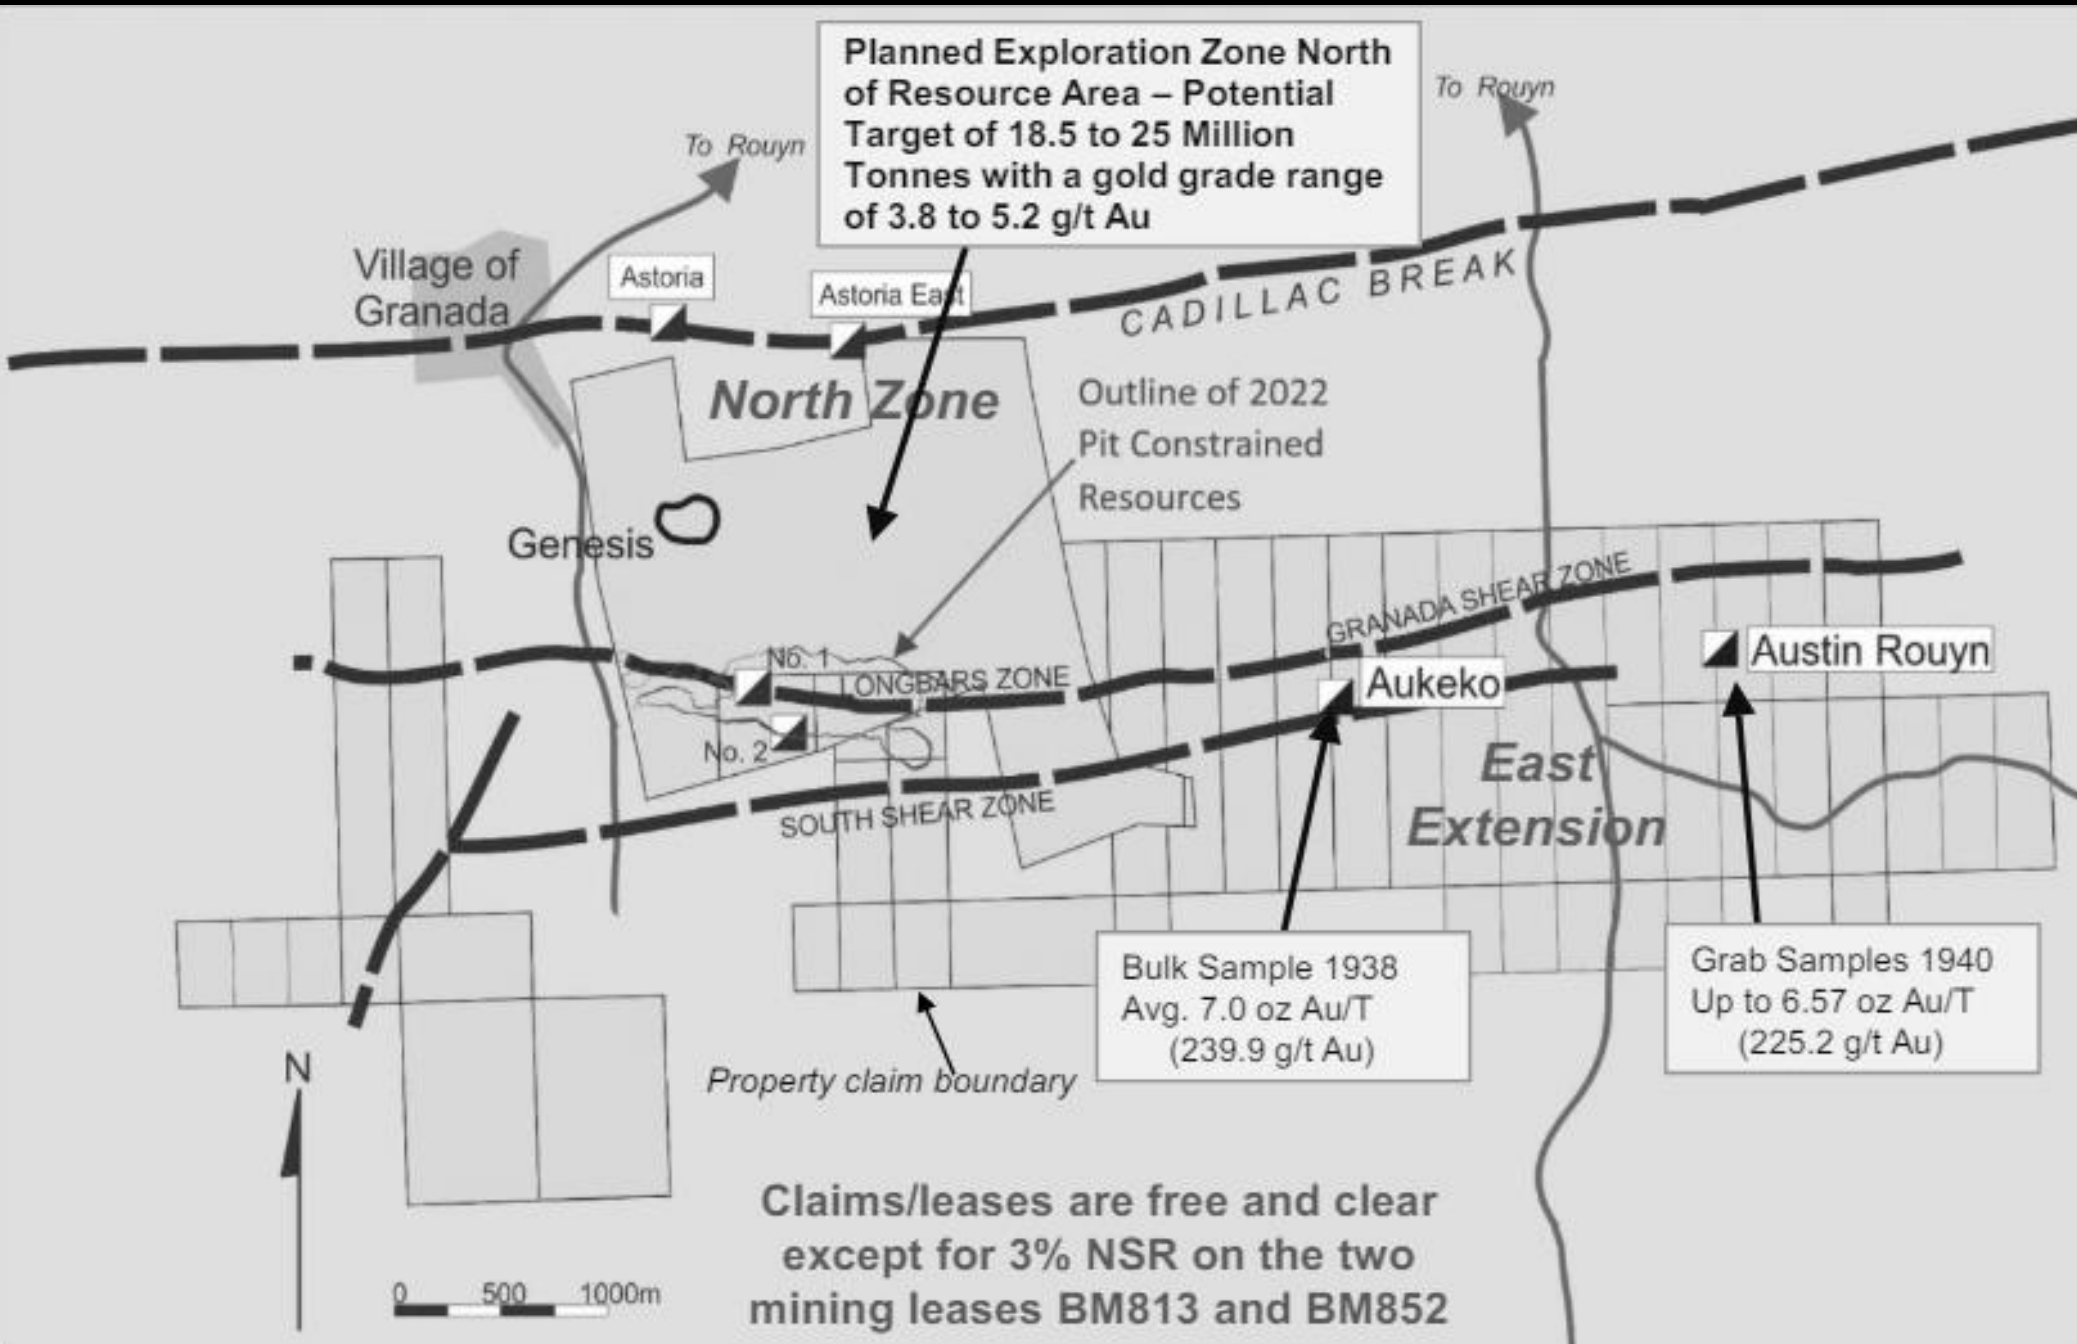 Planned Exploration Zone North
of Resource Area – Potential
Target of 18.5 to 25 Million
Tonnes with a gold grade range
of 3.8 to 5.2 g/t Au
To Rouyn
To Rouyn
Village of
Granada
Astoria
Astoria East
CADILLAC BREAK
North Zone
Outline of 2022
Pit Constrained
Resources
Genesis
GRANADA SHEAR ZONE
No. 1
LONGBARS ZONE
Austin Rouyn
Aukeko
No. 2
East
Extension
SOUTH SHEAR ZONE
Bulk Sample 1938
Avg. 7.0 oz Au/T
(239.9 g/t Au)
Grab Samples 1940
Up to 6.57 oz Au/T
(225.2 g/t Au)
Property claim boundary
N
Claims/leases are free and clear
except for 3% NSR on the two
mining leases BM813 and BM852
0 500 1000m